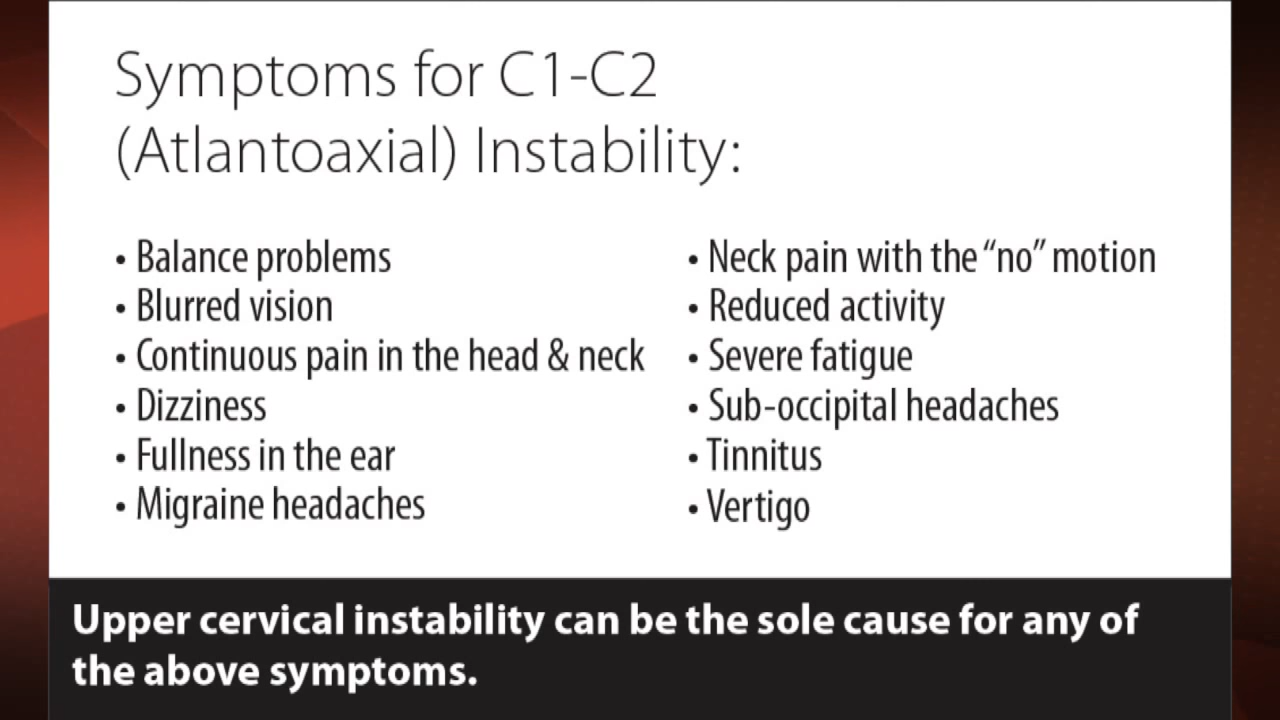 Symptoms for C1-C2
(Atlantoaxial) Instability:
• Balance problems
• Blurred vision
• Continuous pain in the head & neck
• Dizziness
• Fullness in the ear
• Migraine headaches
• Neck pain with the “no” motion
• Reduced activity
• Severe fatigue
• Sub-occipital headaches
• Tinnitus
• Vertigo
Upper cervical instability can be the sole cause for any of
the above symptoms.